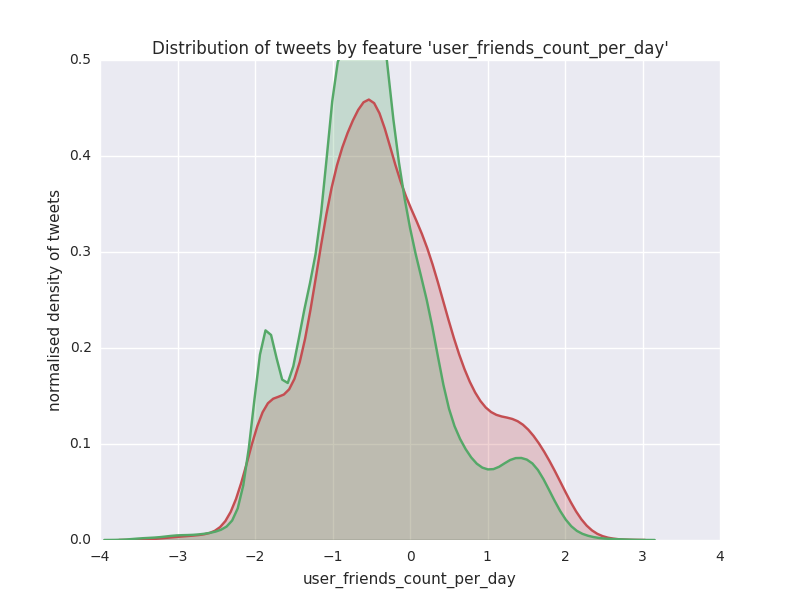 Distribution of tweets by feature 'user_friends_count_per_day'
0.5
0.4
0.3
0.2
0.1
0.0
normalised density of tweets
−4 −3 −2 −1 0 1 2 3 4
user_friends_count_per_day